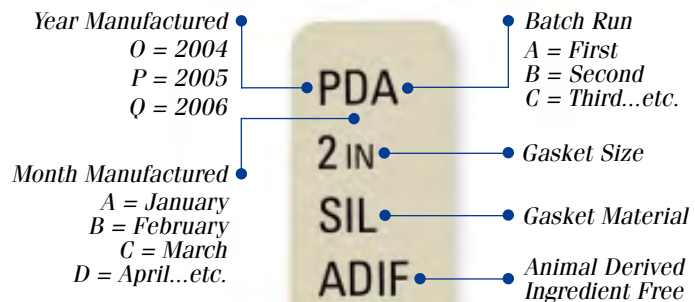 Year Manufactured
O = 2004
P = 2005
Q = 2006
Month Manufactured
A = January
B = February
C = March
D = April...etc.
PDA
2 IN
SIL
ADIF
Batch Run
A = First
B = Second
C = Third...etc.
Gasket Size
Gasket Material
Animal Derived
Ingredient Free